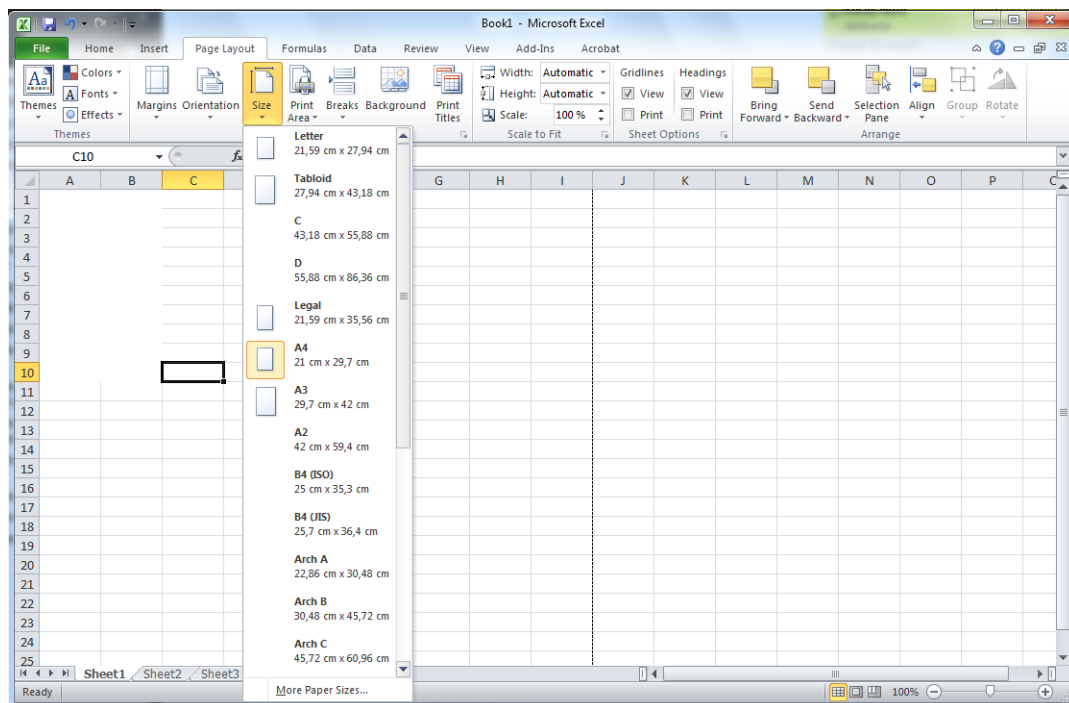 Book1 - Microsoft Excel
File Home Insert Page Layout Formulas Data Review View Add-Ins Acrobat
Colors Width: Automatic Gridlines Headings
Aa A Fonts Height: Automatic View View
Themes Effects Margins Orientation Size Print Area Breaks Background Print Titles Scale: 100 % Print Print Bring Forward Send Backward Selection Pane Align Group Rotate
Themes Scale to Fit Sheet Options Arrange
C10 fx
A B C G H I J K L M N O P
1
2
3
4
5
6
7
8
9
10
11
12
13
14
15
16
17
18
19
20
21
22
23
24
25
Letter
21,59 cm x 27,94 cm
Tabloid
27,94 cm x 43,18 cm
C
43,18 cm x 55,88 cm
D
55,88 cm x 86,36 cm
Legal
21,59 cm x 35,56 cm
A4
21 cm x 29,7 cm
A3
29,7 cm x 42 cm
A2
42 cm x 59,4 cm
B4 (ISO)
25 cm x 35,3 cm
B4 (JIS)
25,7 cm x 36,4 cm
Arch A
22,86 cm x 30,48 cm
Arch B
30,48 cm x 45,72 cm
Arch C
45,72 cm x 60,96 cm
More Paper Sizes...
Sheet1 Sheet2 Sheet3
Ready 100%